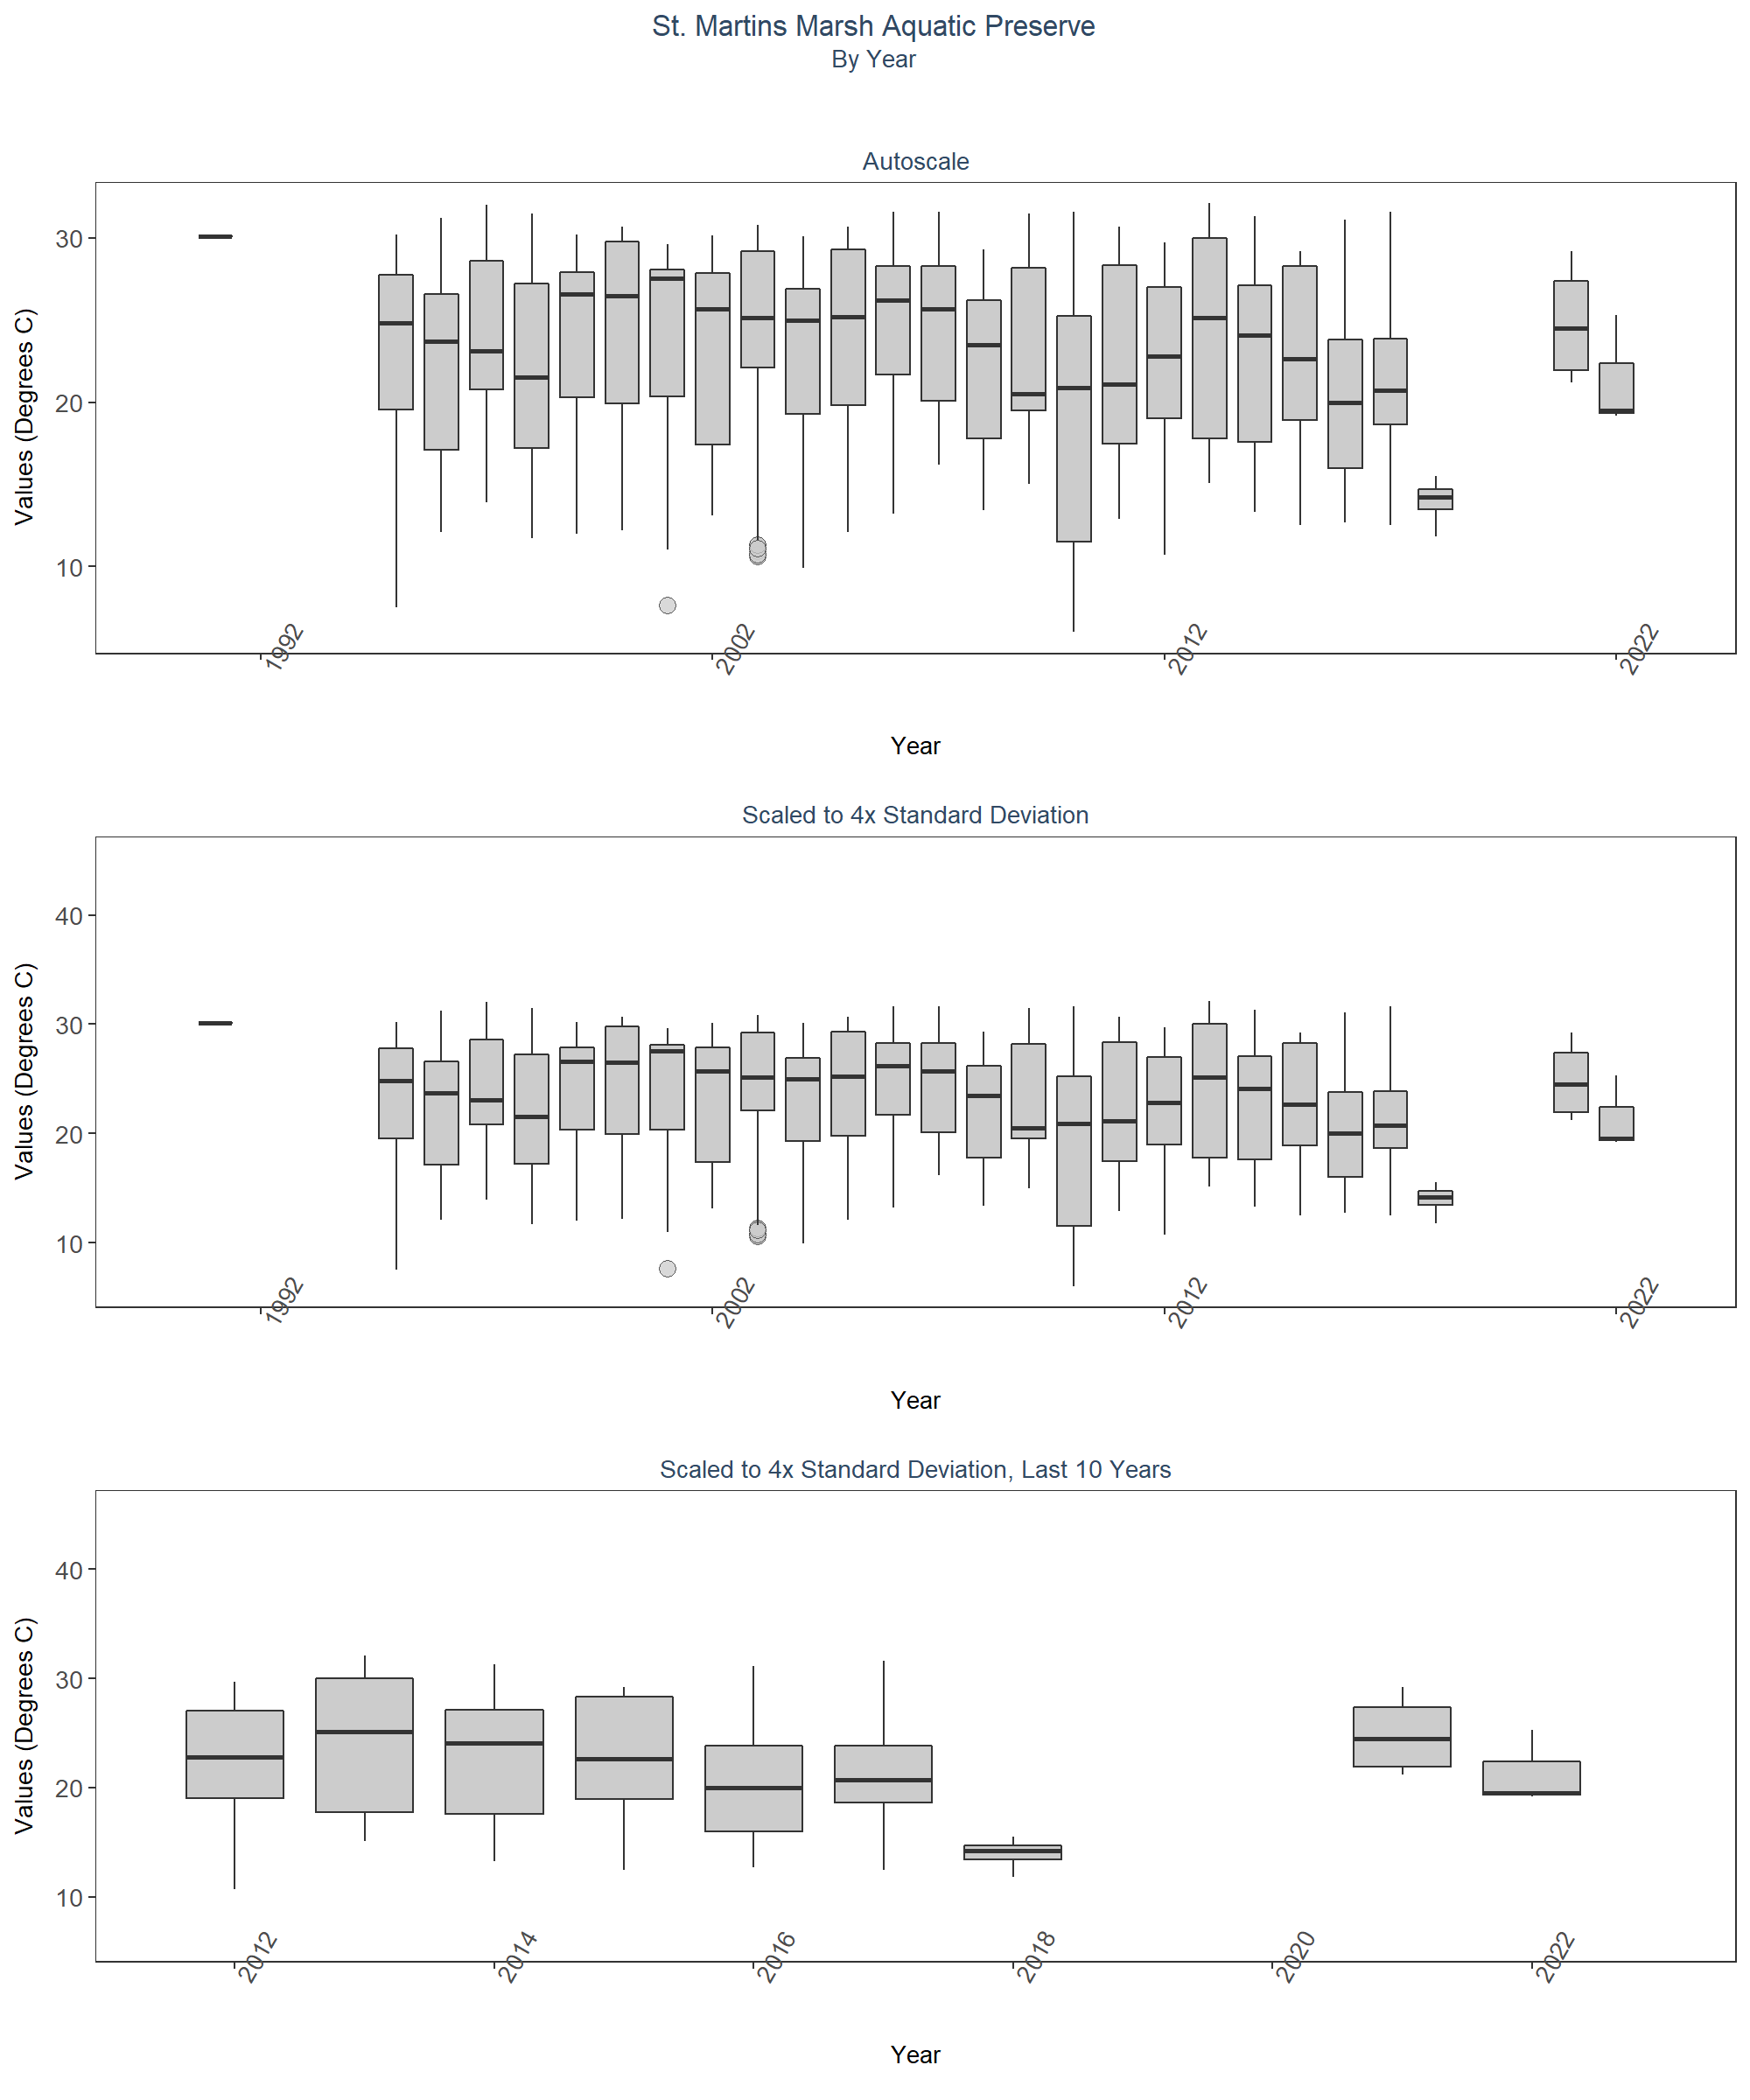 St. Martins Marsh Aquatic Preserve
By Year
Autoscale
Values (Degrees C)
30
20
10
1992
2002
2012
2022
Year
Scaled to 4x Standard Deviation
Values (Degrees C)
40
30
20
10
1992
2002
2012
2022
Year
Scaled to 4x Standard Deviation, Last 10 Years
Values (Degrees C)
40
30
20
10
2012
2014
2016
2018
2020
2022
Year